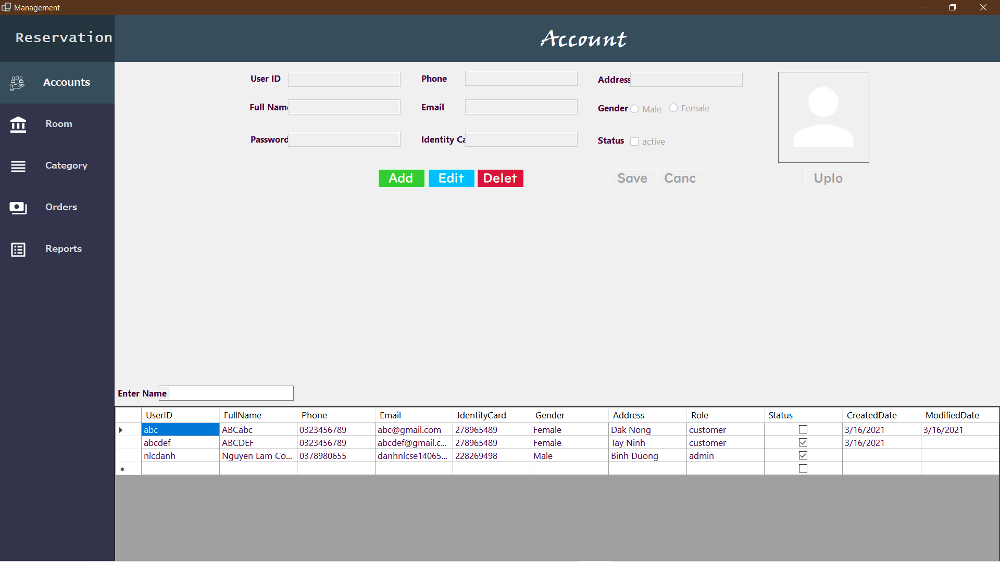 Management
Reservation
Account
Accounts
Room
Category
Orders
Reports
User ID
Phone
Address
Full Name
Email
Gender Male Female
Password
Identity Ca
Status active
Add Edit Delet Save Canc Uplo
Enter Name
UserID FullName Phone Email IdentityCard Gender Address Role Status CreatedDate ModifiedDate
abc ABCabc 0323456789 abc@gmail.com 278965489 Female Dak Nong customer 3/16/2021 3/16/2021
abcdef ABCDEF 0323456789 abcdef@gmail.c... 278965489 Female Tay Ninh customer 3/16/2021
nlcdanh Nguyen Lam Co... 0378980655 danhnlcse14065... 228269498 Male Binh Duong admin